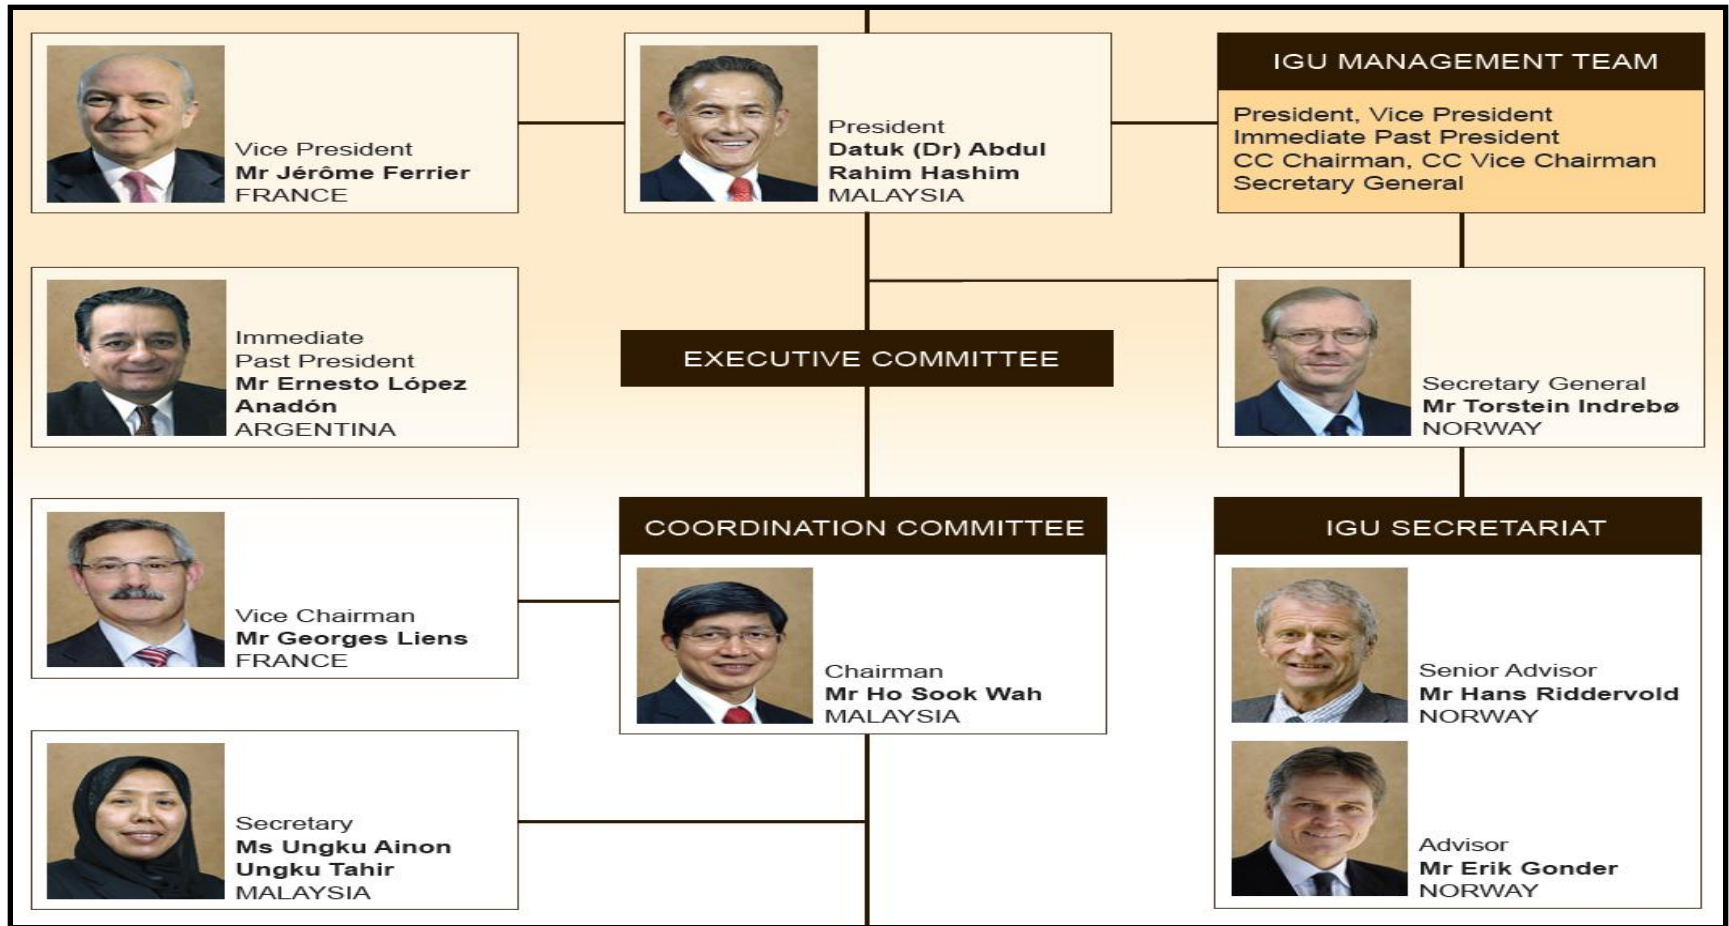 Vice President
Mr Jérôme Ferrier
FRANCE
President
Datuk (Dr) Abdul
Rahim Hashim
MALAYSIA
IGU MANAGEMENT TEAM
President, Vice President
Immediate Past President
CC Chairman, CC Vice Chairman
Secretary General
Immediate
Past President
Mr Ernesto López
Anadón
ARGENTINA
EXECUTIVE COMMITTEE
Secretary General
Mr Torstein Indrebø
NORWAY
Vice Chairman
Mr Georges Liens
FRANCE
COORDINATION COMMITTEE
Chairman
Mr Ho Sook Wah
MALAYSIA
IGU SECRETARIAT
Senior Advisor
Mr Hans Riddervold
NORWAY
Secretary
Ms Ungku Ainon
Ungku Tahir
MALAYSIA
Advisor
Mr Erik Gonder
NORWAY